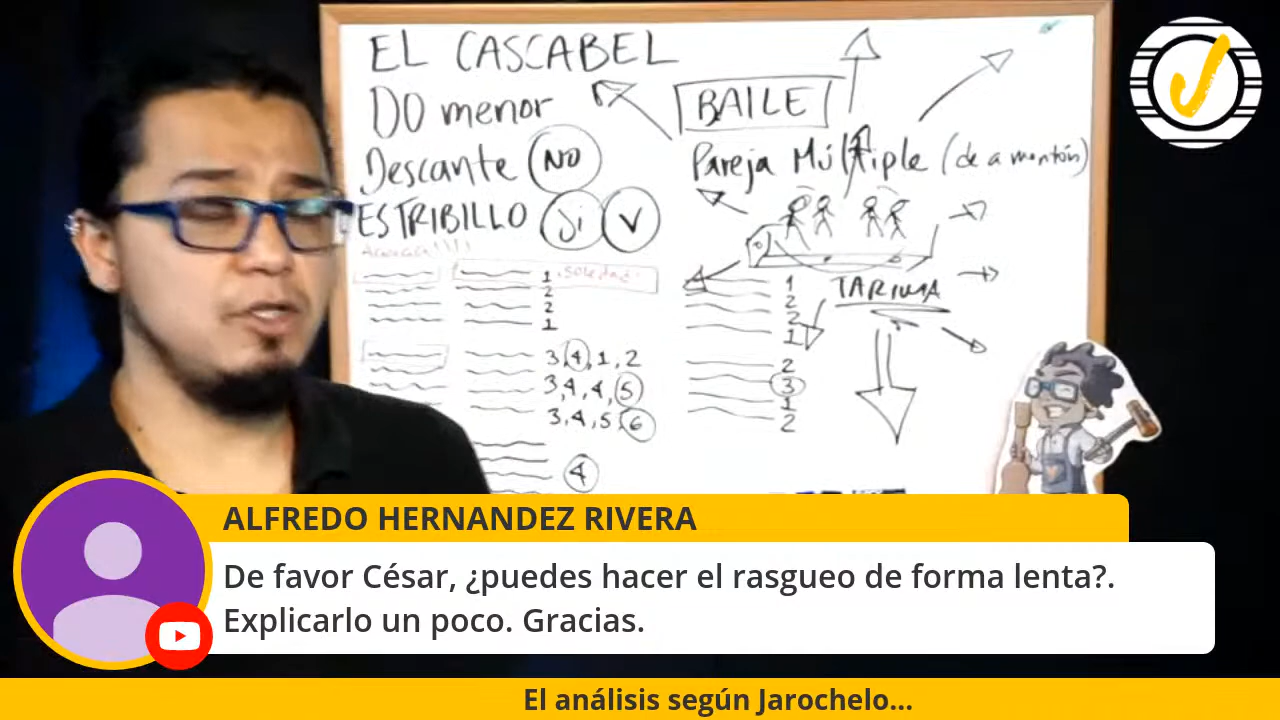 EL CASCABEL
DO menor
Descante NO
ESTRIBILLO Si V
1 ¡SOLEDAD!
2
2
1
3,4,1,2
3,4,4,5
3,4,5,6
4
BAILE
Pareja Múltiple (de a montón)
TARIMA
1
2
2
1
2
3
1
2
ALFREDO HERNANDEZ RIVERA
De favor César, ¿puedes hacer el rasgueo de forma lenta?.
Explicarlo un poco. Gracias.
El análisis según Jarochelo...